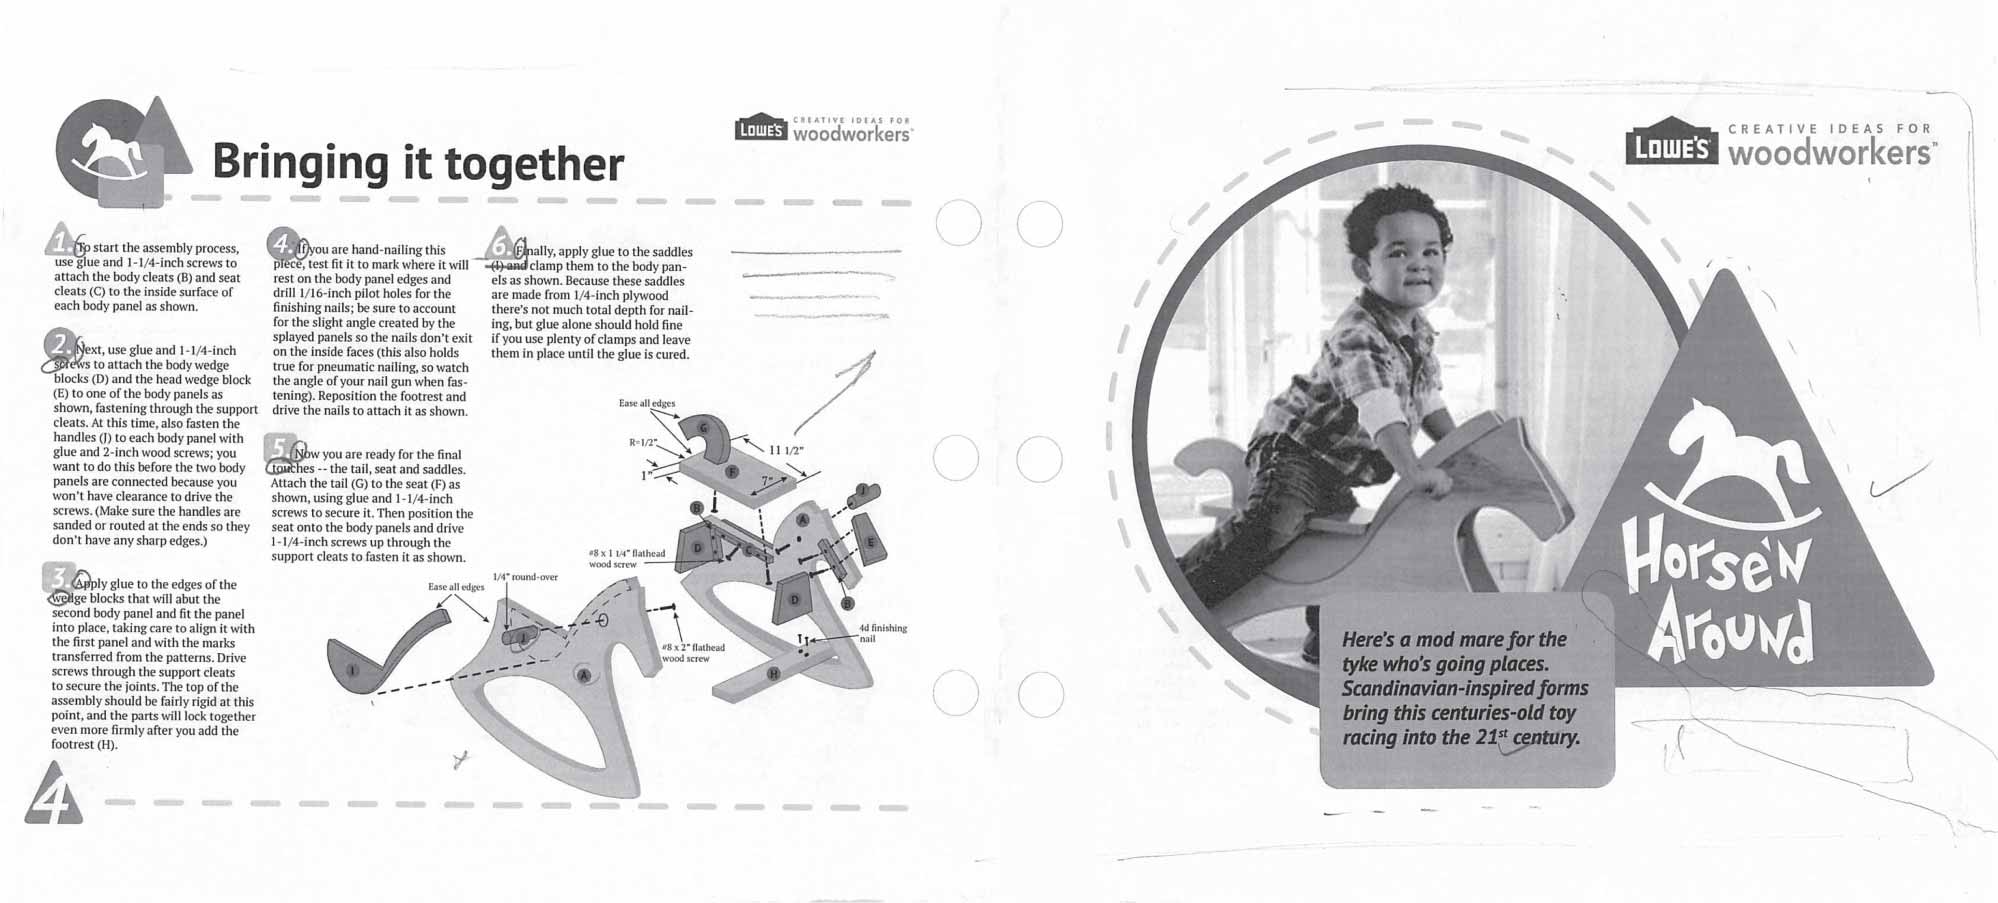 Bringing it together
LOWE'S
CREATIVE IDEAS FOR
woodworkers™
1. To start the assembly process,
use glue and 1-1/4-inch screws to
attach the body cleats (B) and seat
cleats (C) to the inside surface of
each body panel as shown.
2. Next, use glue and 1-1/4-inch
screws to attach the body wedge
blocks (D) and the head wedge block
(E) to one of the body panels as
shown, fastening through the support
cleats. At this time, also fasten the
handles (J) to each body panel with
glue and 2-inch wood screws; you
want to do this before the two body
panels are connected because you
won't have clearance to drive the
screws. (Make sure the handles are
sanded or routed at the ends so they
don't have any sharp edges.)
3. Apply glue to the edges of the
wedge blocks that will abut the
second body panel and fit the panel
into place, taking care to align it with
the first panel and with the marks
transferred from the patterns. Drive
screws through the support cleats
to secure the joints. The top of the
assembly should be fairly rigid at this
point, and the parts will lock together
even more firmly after you add the
footrest (H).
4. If you are hand-nailing this
piece, test fit it to mark where it will
rest on the body panel edges and
drill 1/16-inch pilot holes for the
finishing nails; be sure to account
for the slight angle created by the
splayed panels so the nails don't exit
on the inside faces (this also holds
true for pneumatic nailing, so watch
the angle of your nail gun when fas-
tening). Reposition the footrest and
drive the nails to attach it as shown.
5. Now you are ready for the final
touches -- the tail, seat and saddles.
Attach the tail (G) to the seat (F) as
shown, using glue and 1-1/4-inch
screws to secure it. Then position the
seat onto the body panels and drive
1-1/4-inch screws up through the
support cleats to fasten it as shown.
6. Finally, apply glue to the saddles
(I) and clamp them to the body pan-
els as shown. Because these saddles
are made from 1/4-inch plywood
there's not much total depth for nail-
ing, but glue alone should hold fine
if you use plenty of clamps and leave
them in place until the glue is cured.
Ease all edges
G
R=1/2"
11 1/2"
1"
F
7"
J
B
A
D
C
E
#8 x 1 1/4" flathead
wood screw
D
B
1/4" round-over
Ease all edges
J
4d finishing
nail
#8 x 2" flathead
wood screw
I
A
H
4
LOWE'S
CREATIVE IDEAS FOR
woodworkers™
Horse'N
Around
Here's a mod mare for the
tyke who's going places.
Scandinavian-inspired forms
bring this centuries-old toy
racing into the 21st century.